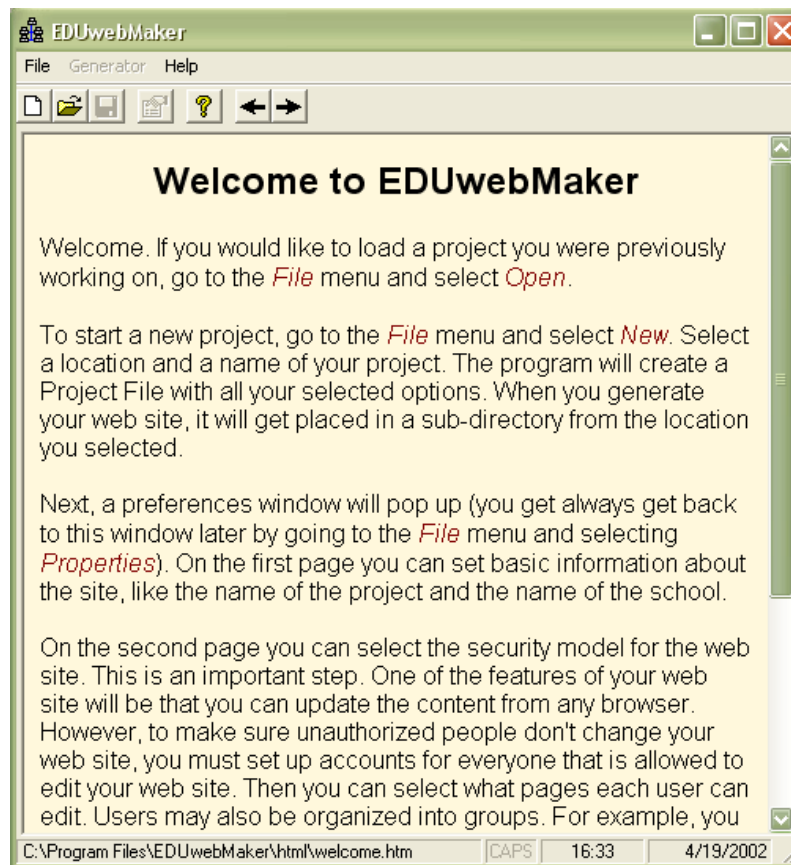 EDUwebMaker
File Generator Help
Welcome to EDUwebMaker
Welcome. If you would like to load a project you were previously
working on, go to the File menu and select Open.
To start a new project, go to the File menu and select New. Select
a location and a name of your project. The program will create a
Project File with all your selected options. When you generate
your web site, it will get placed in a sub-directory from the location
you selected.
Next, a preferences window will pop up (you get always get back
to this window later by going to the File menu and selecting
Properties). On the first page you can set basic information about
the site, like the name of the project and the name of the school.
On the second page you can select the security model for the web
site. This is an important step. One of the features of your web
site will be that you can update the content from any browser.
However, to make sure unauthorized people don't change your
web site, you must set up accounts for everyone that is allowed to
edit your web site. Then you can select what pages each user can
edit. Users may also be organized into groups. For example, you
C:\Program Files\EDUwebMaker\html\welcome.htm CAPS 16:33 4/19/2002